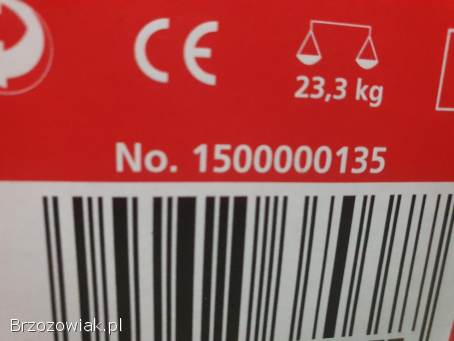 CE
23,3 kg
No. 1500000135
Brzozowiak.pl